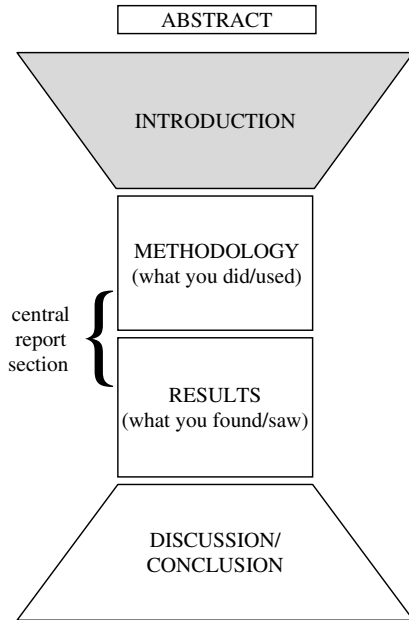 ABSTRACT
INTRODUCTION
METHODOLOGY
(what you did/used)
central
report
section
RESULTS
(what you found/saw)
DISCUSSION/
CONCLUSION